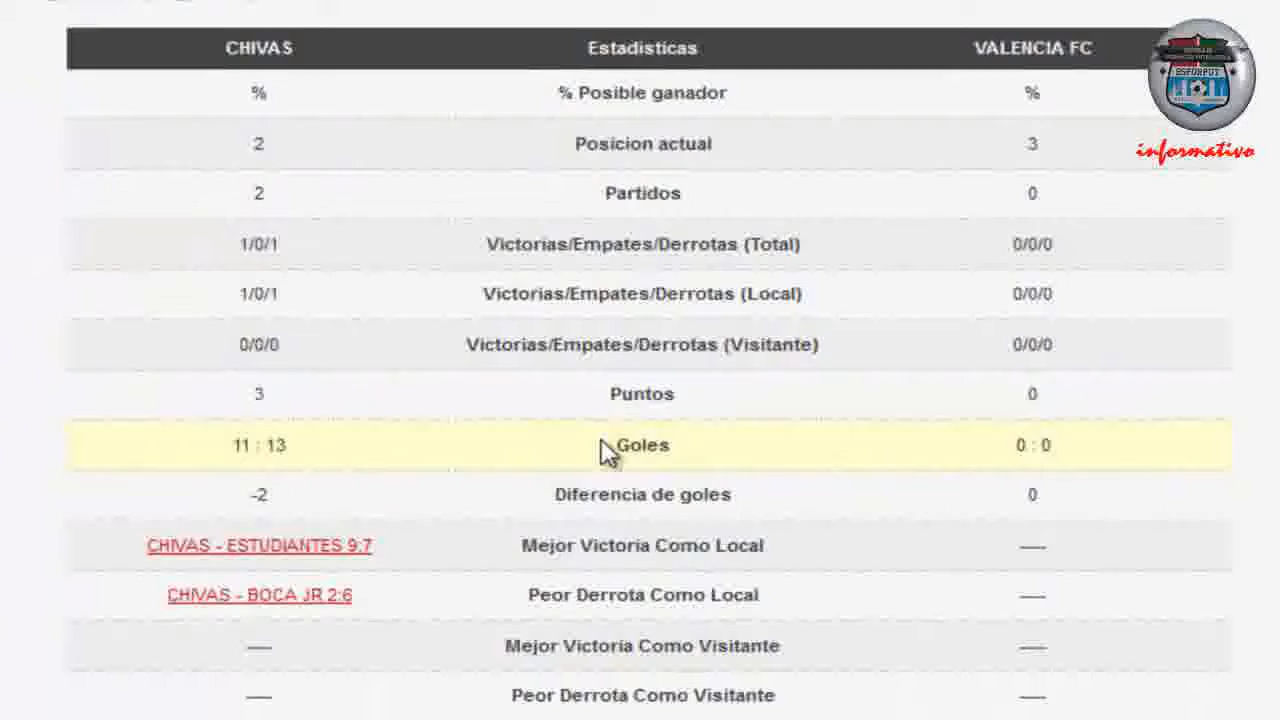 CHIVAS Estadisticas VALENCIA FC
% % Posible ganador %
2 Posicion actual 3
2 Partidos 0
1/0/1 Victorias/Empates/Derrotas (Total) 0/0/0
1/0/1 Victorias/Empates/Derrotas (Local) 0/0/0
0/0/0 Victorias/Empates/Derrotas (Visitante) 0/0/0
3 Puntos 0
11 : 13 Goles 0 : 0
-2 Diferencia de goles 0
CHIVAS - ESTUDIANTES 9:7 Mejor Victoria Como Local ----
CHIVAS - BOCA JR 2:6 Peor Derrota Como Local ----
---- Mejor Victoria Como Visitante ----
---- Peor Derrota Como Visitante ----
ESFORPUS
informativo